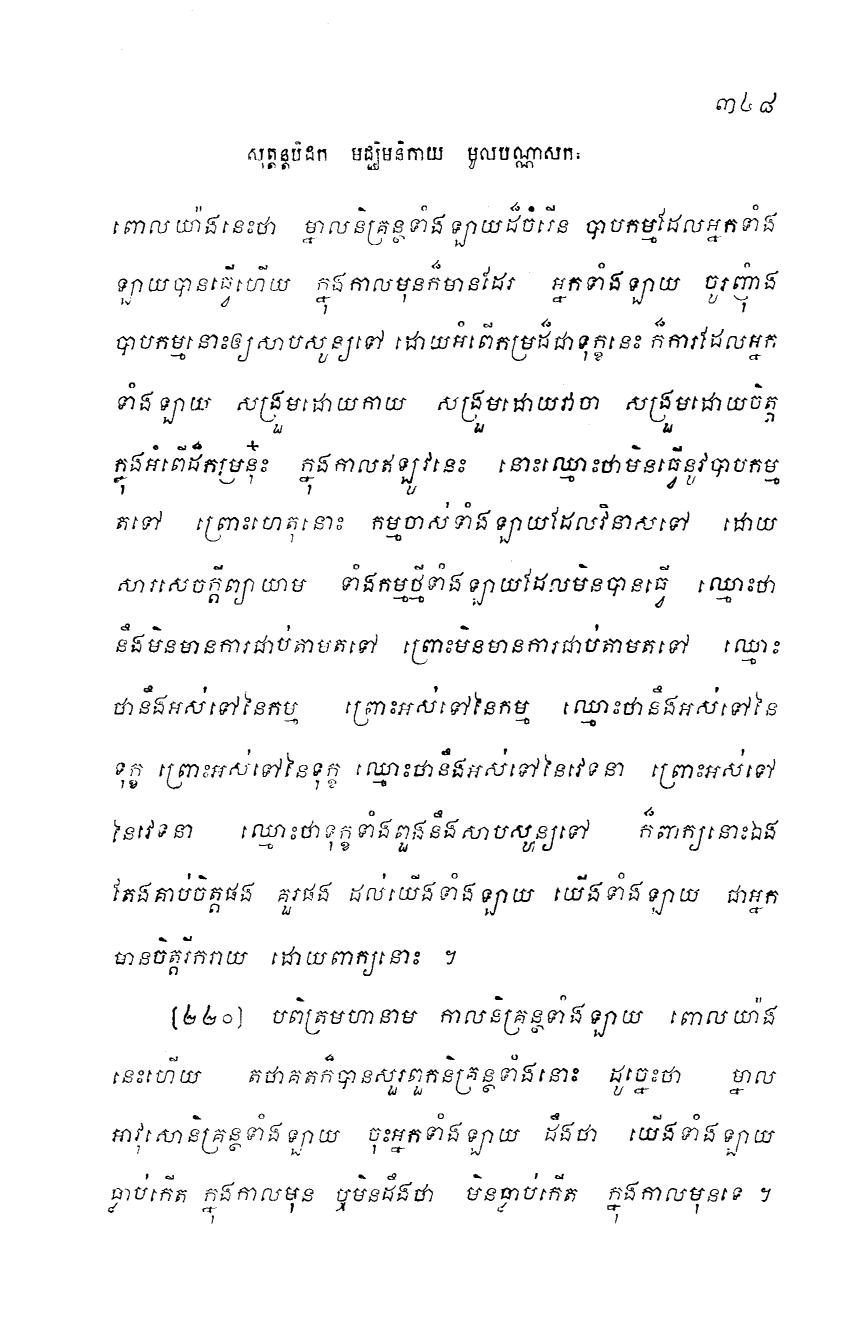 ៣៤៨
សុត្តន្តបិដក មជ្ឈិមនិកាយ មូលបណ្ណាសកៈ
ពោលយ៉ាងនេះថា ម្នាលនិគ្រន្ថទាំងឡាយដ៏ចំរើន បាបកម្មដែលអ្នកទាំង
ឡាយបានធ្វើហើយ ក្នុងកាលមុនក៏មានដែរ អ្នកទាំងឡាយ ចូរញុំាង
បាបកម្មនោះឲ្យសាបសូន្យទៅ ដោយអំពើកម្រដ៏ជាទុក្ខនេះ ក៏ការដែលអ្នក
ទាំងឡាយ សង្រួមដោយកាយ សង្រួមដោយវាចា សង្រួមដោយចិត្ត
ក្នុងអំពើដ៏កម្រនុ៎ះ ក្នុងកាលឥឡូវនេះ នោះឈ្មោះថាមិនធ្វើនូវបាបកម្ម
តទៅ ព្រោះហេតុនោះ កម្មចាស់ទាំងឡាយដែលវិនាសទៅ ដោយ
សារសេចក្តីព្យាយាម ទាំងកម្មថ្មីទាំងឡាយដែលមិនបានធ្វើ ឈ្មោះថា
នឹងមិនមានការជាប់តាមតទៅ ព្រោះមិនមានការជាប់តាមតទៅ ឈ្មោះ
ថានឹងអស់ទៅនៃកម្ម ព្រោះអស់ទៅនៃកម្ម ឈ្មោះថានឹងអស់ទៅនៃ
ទុក្ខ ព្រោះអស់ទៅនៃទុក្ខ ឈ្មោះថានឹងអស់ទៅនៃវេទនា ព្រោះអស់ទៅ
នៃវេទនា ឈ្មោះថាទុក្ខទាំងពួងនឹងសាបសូន្យទៅ ក៏ពាក្យនោះឯង
តែងគាប់ចិត្តផង គួរផង ដល់យើងទាំងឡាយ យើងទាំងឡាយ ជាអ្នក
មានចិត្តរីករាយ ដោយពាក្យនោះ ។
[២២០] បពិត្រមហានាម កាលនិគ្រន្ថទាំងឡាយ ពោលយ៉ាង
នេះហើយ តថាគតក៏បានសួរពួកនិគ្រន្ថទាំងនោះ ដូច្នេះថា ម្នាល
អាវុសោនិគ្រន្ថទាំងឡាយ ចុះអ្នកទាំងឡាយ ដឹងថា យើងទាំងឡាយ
ធ្លាប់កើត ក្នុងកាលមុន ឬមិនដឹងថា មិនធ្លាប់កើត ក្នុងកាលមុនទេ ។